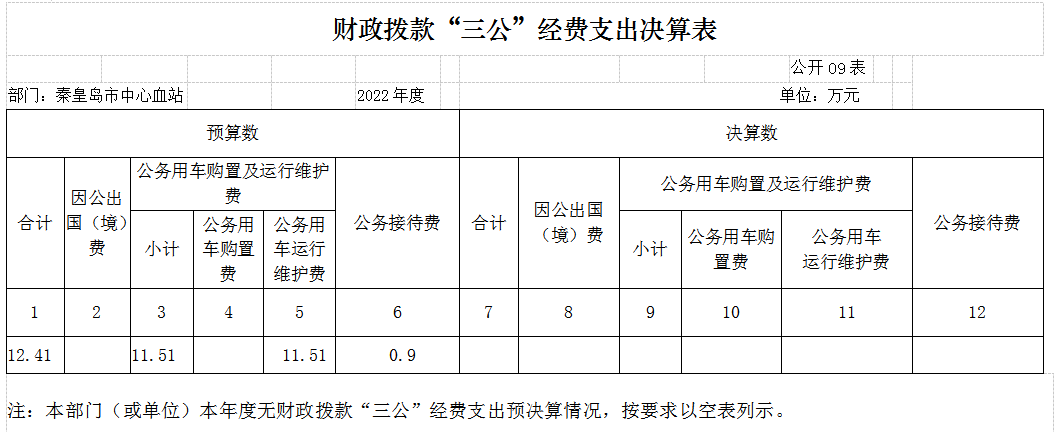 财政拨款“三公”经费支出决算表
公开 09 表
部门：秦皇岛市中心血站 2022 年度 单位：万元
预算数 决算数
合计 因公出国（境）费 公务用车购置及运行维护费 公务接待费 合计 因公出国（境）费 公务用车购置及运行维护费 公务接待费
小计 公务用车购置费 公务用车运行维护费 小计 公务用车购置费 公务用车运行维护费
1 2 3 4 5 6 7 8 9 10 11 12
12.41 11.51 11.51 0.9
注：本部门（或单位）本年度无财政拨款“三公”经费支出预决算情况，按要求以空表列示。